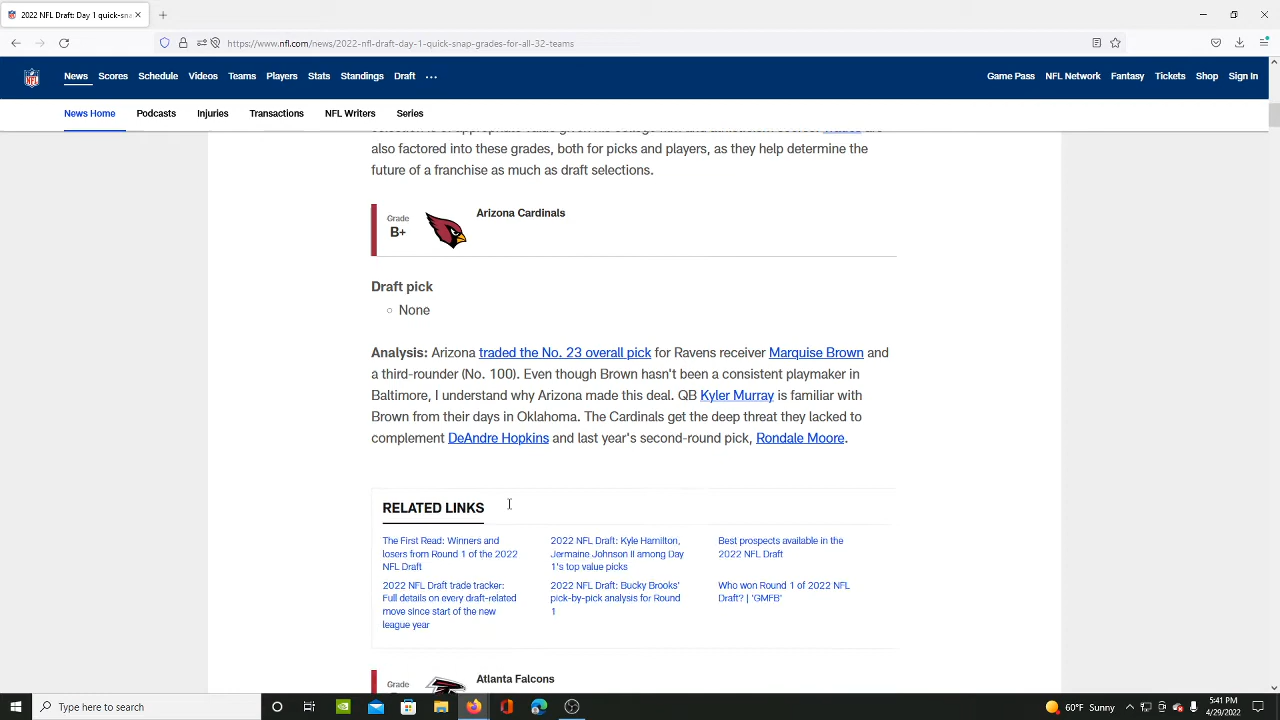 2022 NFL Draft: Day 1 quick-sna
https://www.nfl.com/news/2022-nfl-draft-day-1-quick-snap-grades-for-all-32-teams
News Scores Schedule Videos Teams Players Stats Standings Draft ...
Game Pass NFL Network Fantasy Tickets Shop Sign In
News Home Podcasts Injuries Transactions NFL Writers Series
also factored into these grades, both for picks and players, as they help determine the
future of a franchise as much as draft selections.
Grade
B+
Arizona Cardinals
Draft pick
None
Analysis: Arizona traded the No. 23 overall pick for Ravens receiver Marquise Brown and
a third-rounder (No. 100). Even though Brown hasn't been a consistent playmaker in
Baltimore, I understand why Arizona made this deal. QB Kyler Murray is familiar with
Brown from their days in Oklahoma. The Cardinals get the deep threat they lacked to
complement DeAndre Hopkins and last year's second-round pick, Rondale Moore.
RELATED LINKS
The First Read: Winners and
losers from Round 1 of the 2022
NFL Draft
2022 NFL Draft: Kyle Hamilton,
Jermaine Johnson II among Day
1's top value picks
Best prospects available in the
2022 NFL Draft
2022 NFL Draft trade tracker:
Full details on every draft-related
move since start of the new
league year
2022 NFL Draft: Bucky Brooks'
pick-by-pick analysis for Round
1
Who won Round 1 of 2022 NFL
Draft? | 'GMFB'
Grade
Atlanta Falcons
Type here to search
60°F Sunny
5:41 PM
4/29/2022